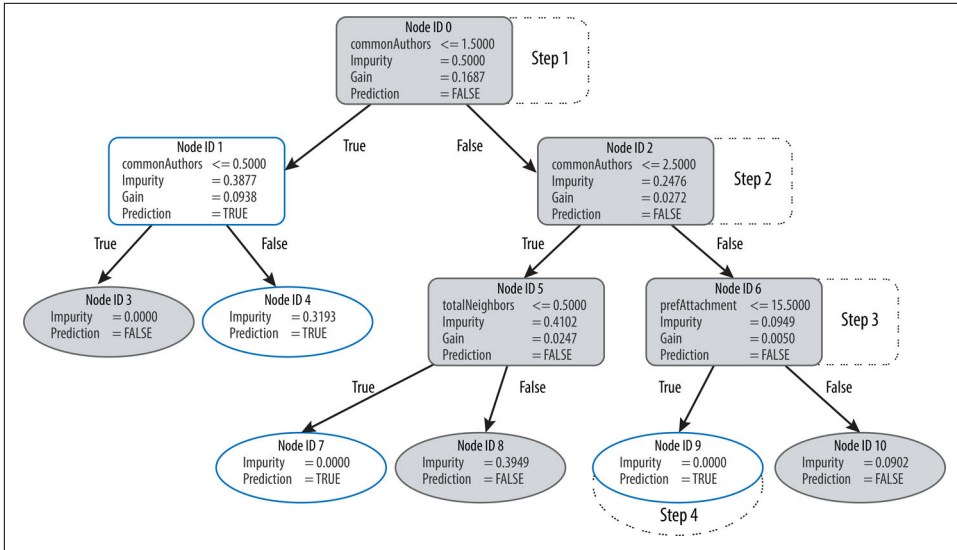 Node ID 0
commonAuthors <= 1.5000
Impurity = 0.5000
Gain = 0.1687
Prediction = FALSE
Step 1
True
False
Node ID 1
commonAuthors <= 0.5000
Impurity = 0.3877
Gain = 0.0938
Prediction = TRUE
Node ID 2
commonAuthors <= 2.5000
Impurity = 0.2476
Gain = 0.0272
Prediction = FALSE
Step 2
True
False
True
False
Node ID 3
Impurity = 0.0000
Prediction = FALSE
Node ID 4
Impurity = 0.3193
Prediction = TRUE
Node ID 5
totalNeighbors <= 0.5000
Impurity = 0.4102
Gain = 0.0247
Prediction = FALSE
Node ID 6
prefAttachment <= 15.5000
Impurity = 0.0949
Gain = 0.0050
Prediction = FALSE
Step 3
True
False
True
False
Node ID 7
Impurity = 0.0000
Prediction = TRUE
Node ID 8
Impurity = 0.3949
Prediction = FALSE
Node ID 9
Impurity = 0.0000
Prediction = TRUE
Node ID 10
Impurity = 0.0902
Prediction = FALSE
Step 4